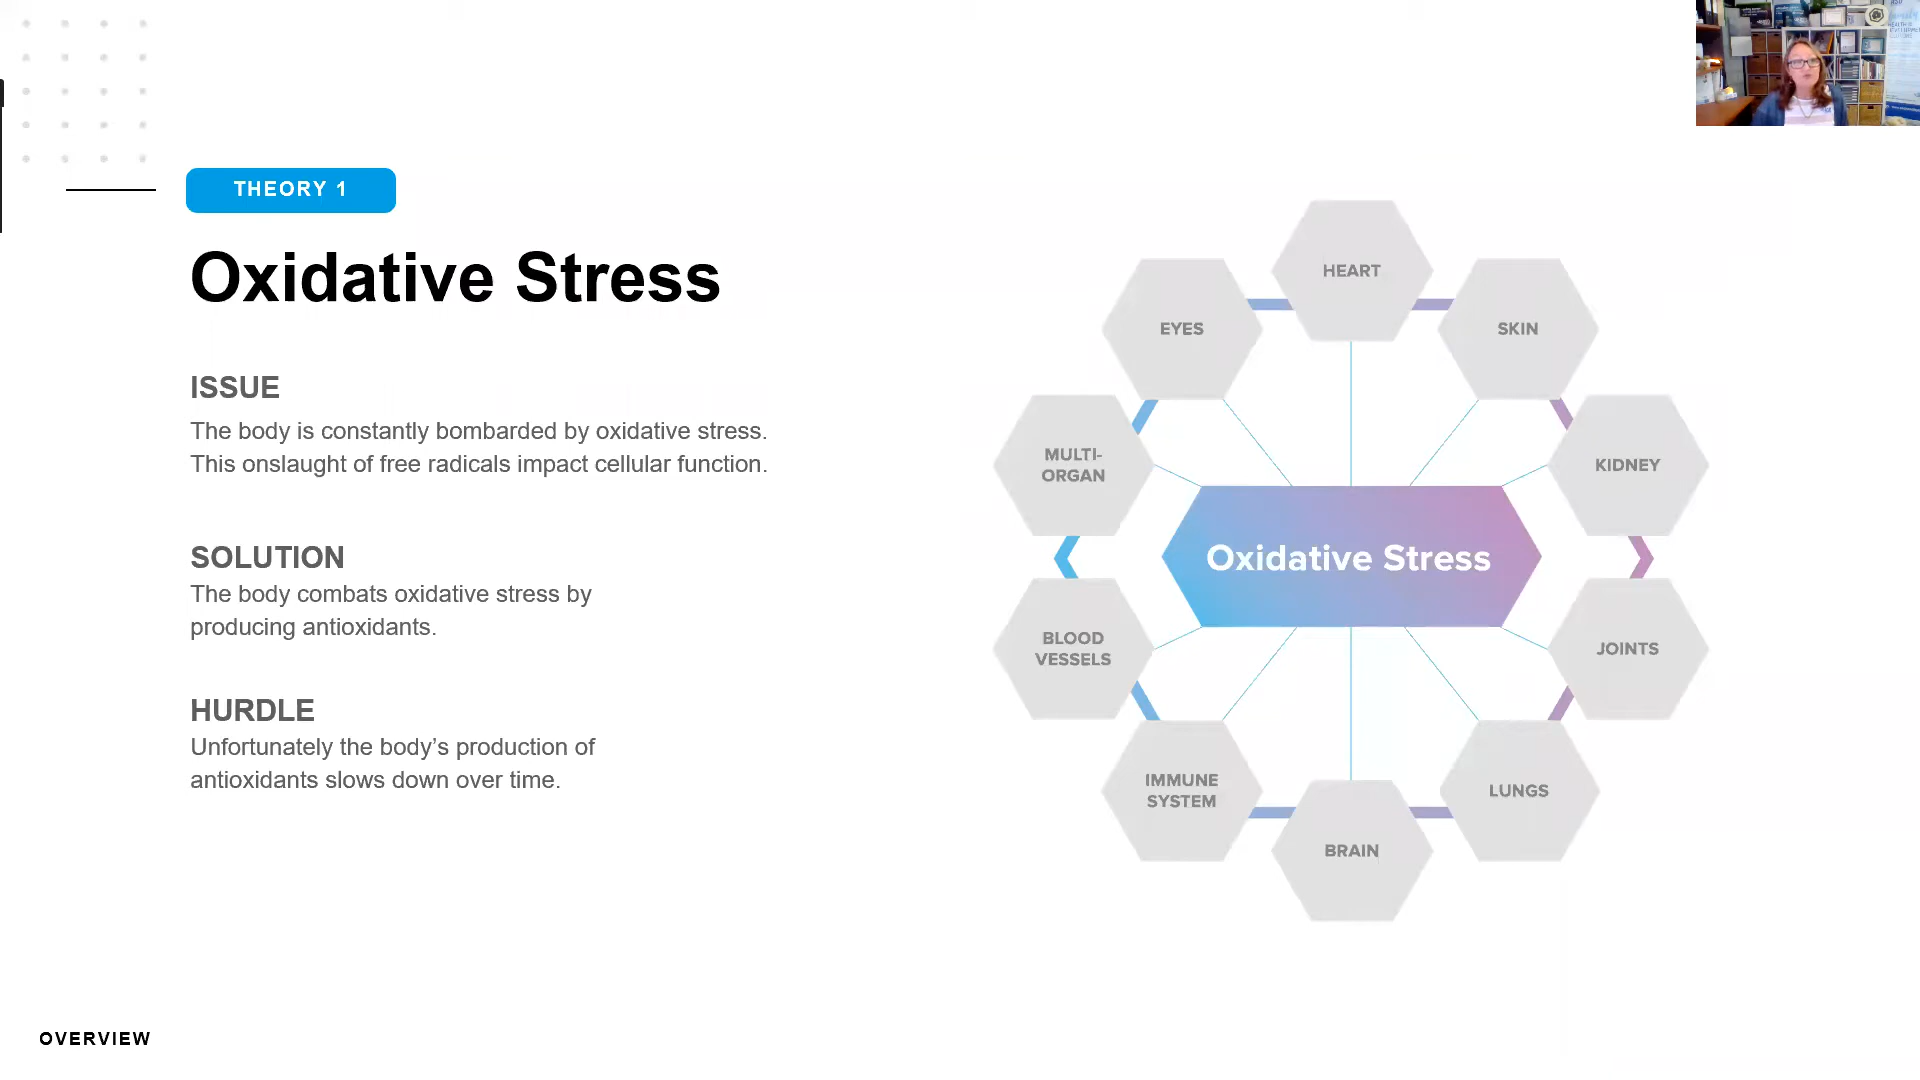 THEORY 1
Oxidative Stress
ISSUE
The body is constantly bombarded by oxidative stress.
This onslaught of free radicals impact cellular function.
SOLUTION
The body combats oxidative stress by
producing antioxidants.
HURDLE
Unfortunately the body’s production of
antioxidants slows down over time.
HEART
EYES
SKIN
MULTI-
ORGAN
KIDNEY
Oxidative Stress
BLOOD
VESSELS
JOINTS
IMMUNE
SYSTEM
LUNGS
BRAIN
OVERVIEW